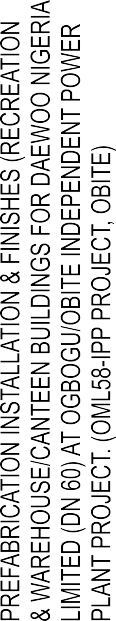 PREFABRICATION INSTALLATION & FINISHES (RECREATION
& WAREHOUSE/CANTEEN BUILDINGS FOR DAEWOO NIGERIA
LIMITED (DN 60) AT OGBOGU/OBITE INDEPENDENT POWER
PLANT PROJECT. (OML58-IPP PROJECT, OBITE)